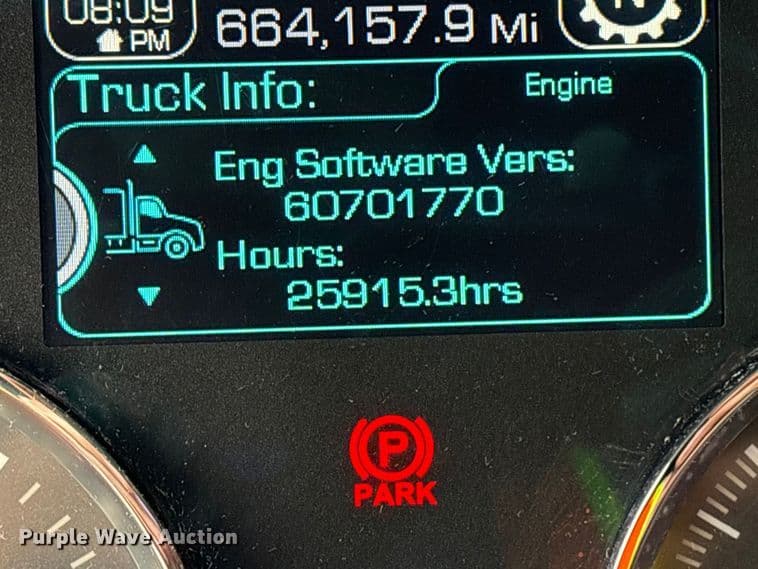 08:09
PM
664,157.9 Mi
N
Truck Info:
Engine
Eng Software Vers:
60701770
Hours:
25915.3hrs
P
PARK
Purple Wave Auction